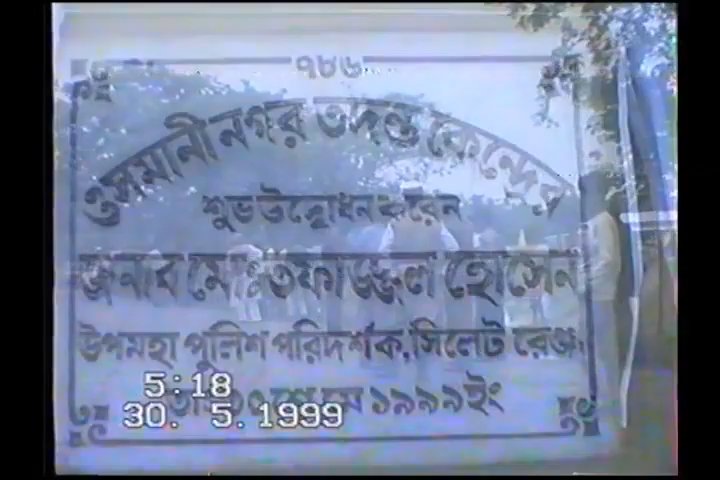 ৭৮৬
ওসমানী নগর তদন্ত কেন্দ্রের
শুভ উদ্বোধন করেন
জনাব মোঃ তফাজ্জল হোসেন
উপমহা পুলিশ পরিদর্শক, সিলেট রেঞ্জ
৩০শে মে ১৯৯৯ইং
5:18
30. 5.1999